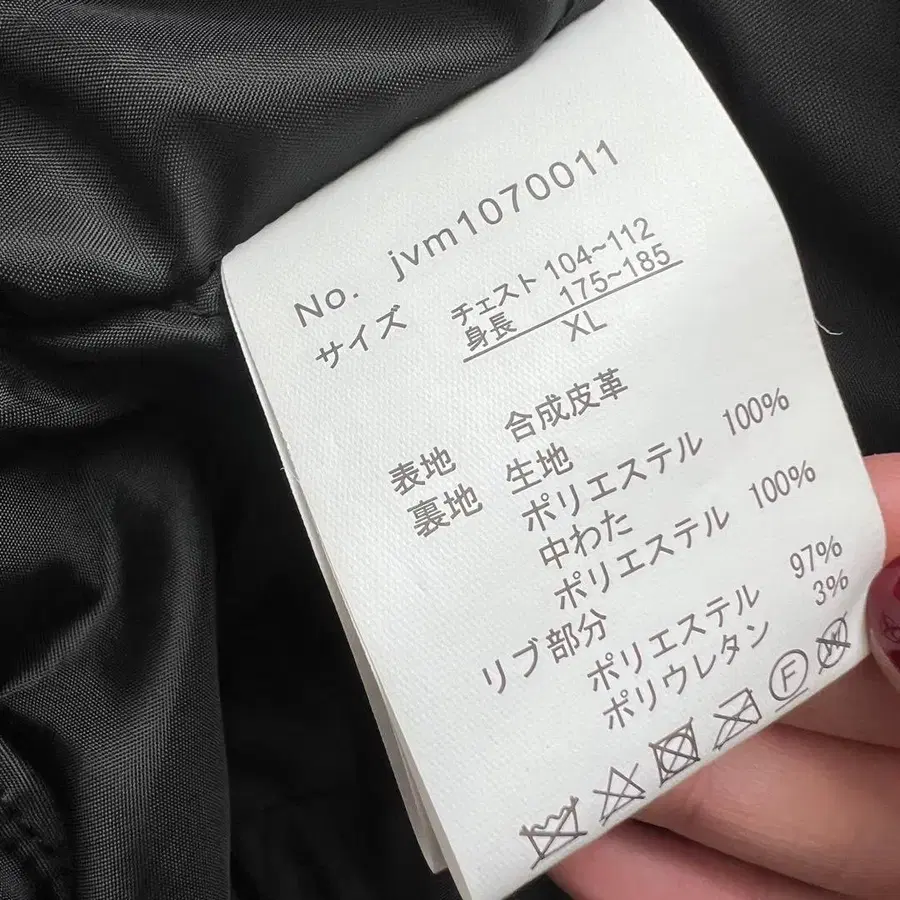 No. jvm1070011
サイズ チェスト 104~112
身長 175~185
XL
表地 合成皮革
裏地 生地
ポリエステル 100%
中わた
ポリエステル 100%
リブ部分
ポリエステル 97%
ポリウレタン 3%
F W